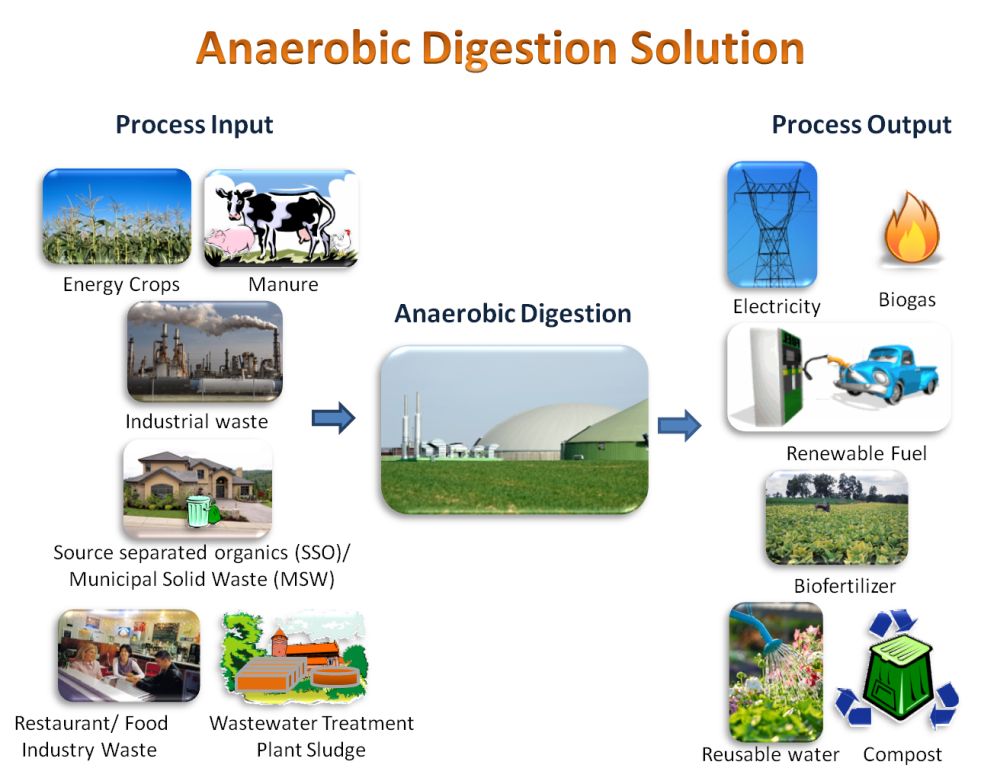 Anaerobic Digestion Solution
Process Input
Process Output
Energy Crops
Manure
Electricity
Biogas
Anaerobic Digestion
Industrial waste
Renewable Fuel
Source separated organics (SSO)/
Municipal Solid Waste (MSW)
Biofertilizer
Restaurant/ Food
Industry Waste
Wastewater Treatment
Plant Sludge
Reusable water
Compost